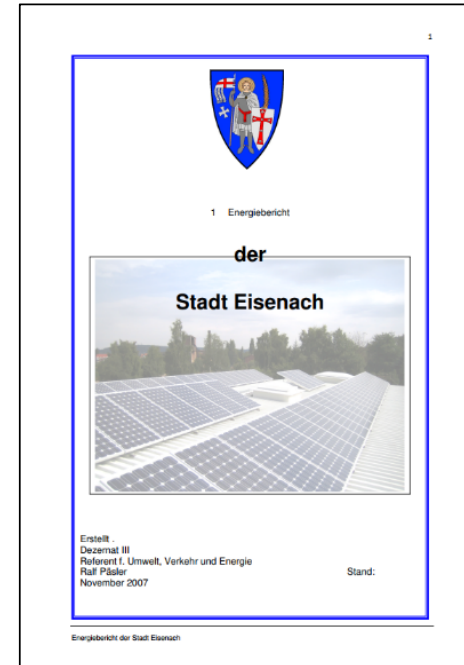 1
1 Energiebericht
der
Stadt Eisenach
Erstellt .
Dezernat III
Referent f. Umwelt, Verkehr und Energie
Ralf Päsler Stand:
November 2007
Energiebericht der Stadt Eisenach